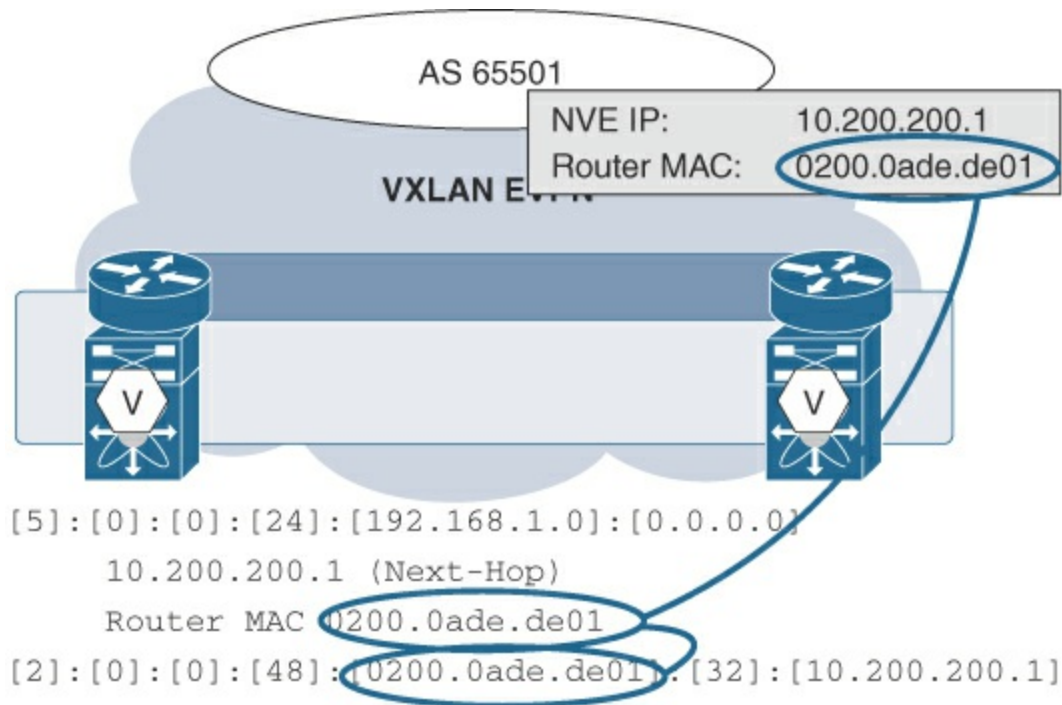 AS 65501
NVE IP: 10.200.200.1
Router MAC: 0200.0ade.de01
VXLAN EVPN
V V
[5]:[0]:[0]:[24]:[192.168.1.0]:[0.0.0.0]
10.200.200.1 (Next-Hop)
Router MAC 0200.0ade.de01
[2]:[0]:[0]:[48]:[0200.0ade.de01]:[32]:[10.200.200.1]